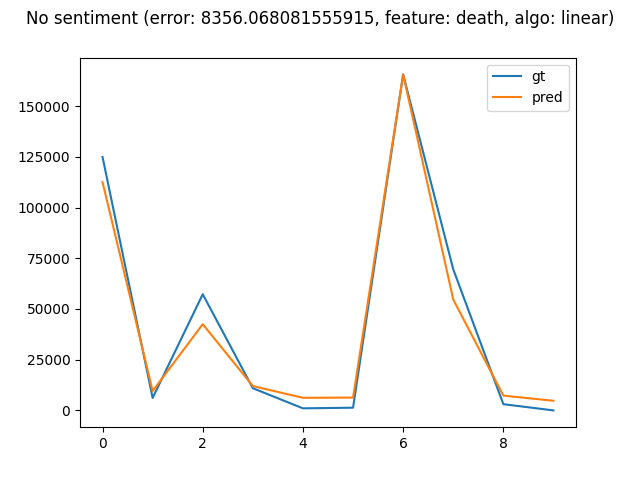 No sentiment (error: 8356.068081555915, feature: death, algo: linear)
gt
pred
150000
125000
100000
75000
50000
25000
0
0 2 4 6 8